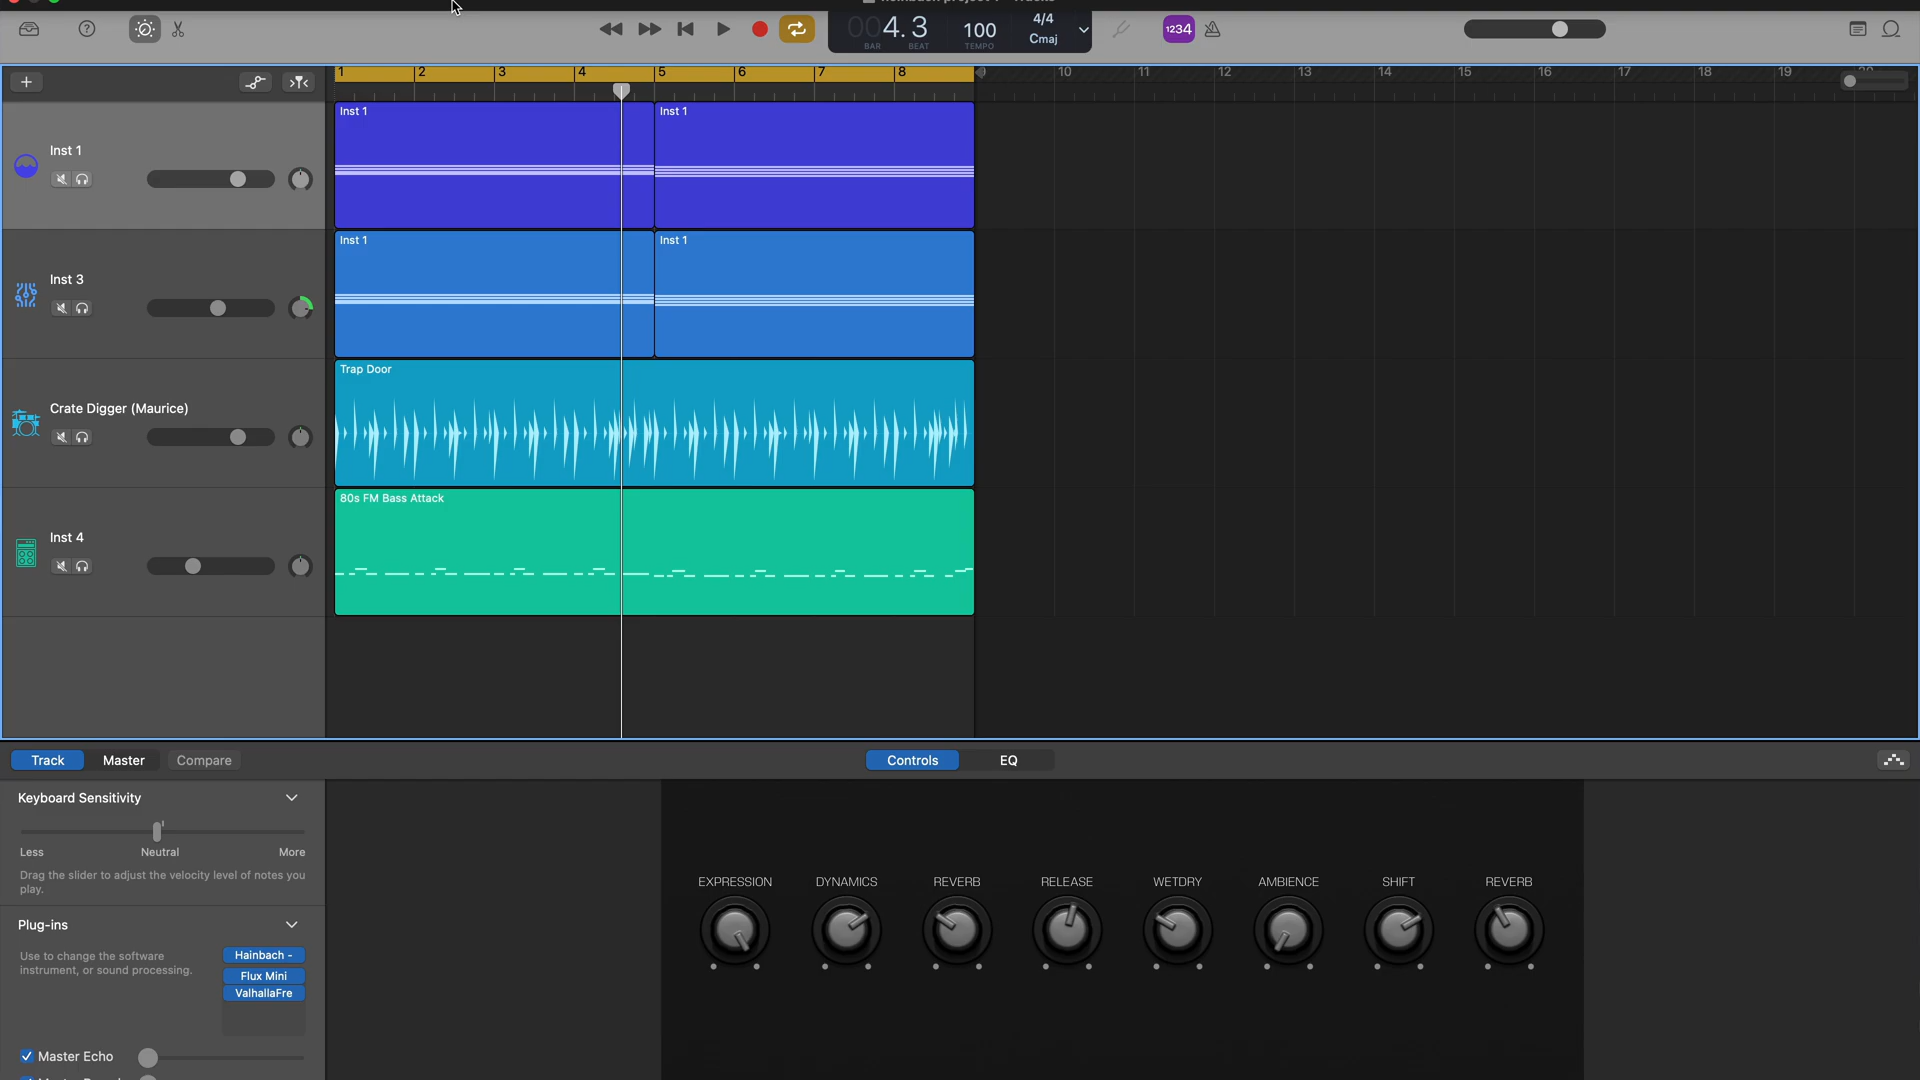 004.3
BAR BEAT
100
TEMPO
4/4
Cmaj
1234
1 2 3 4 5 6 7 8 9 10 11 12 13 14 15 16 17 18 19
Inst 1
Inst 1
Inst 1
Inst 3
Inst 1
Inst 1
Crate Digger (Maurice)
Trap Door
Inst 4
80s FM Bass Attack
Track Master Compare
Controls EQ
Keyboard Sensitivity
Less Neutral More
Drag the slider to adjust the velocity level of notes you
play.
Plug-ins
Use to change the software
instrument, or sound processing.
Hainbach -
Flux Mini
ValhallaFre
Master Echo
EXPRESSION DYNAMICS REVERB RELEASE WETDRY AMBIENCE SHIFT REVERB